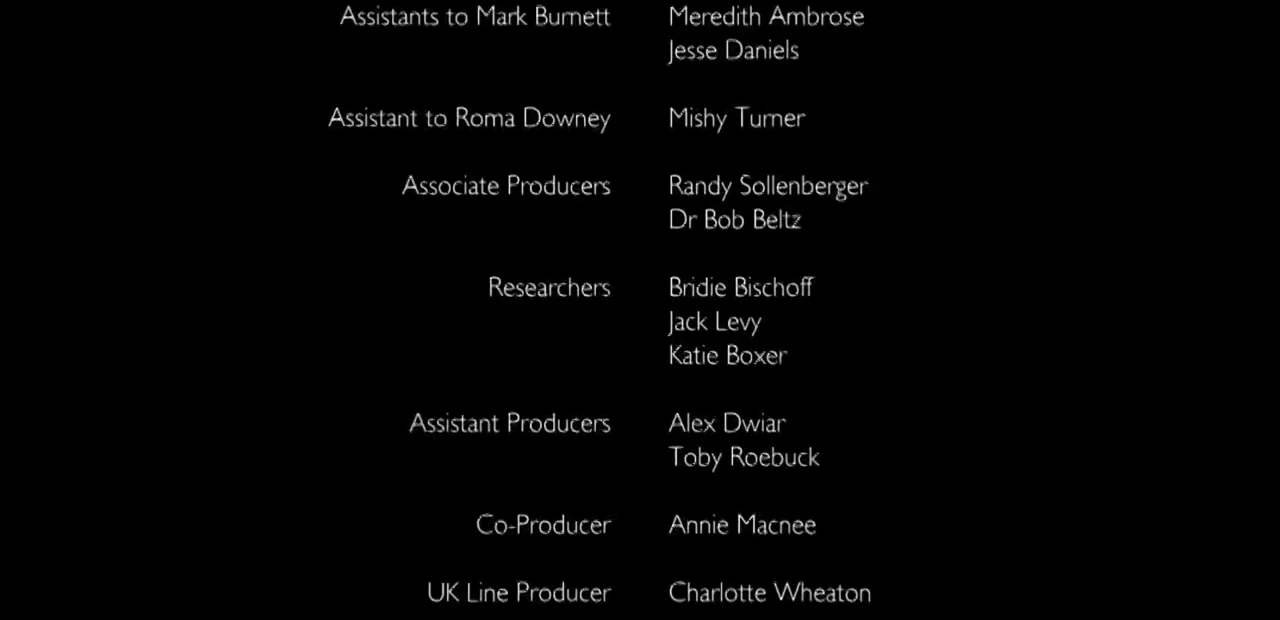 Assistants to Mark Burnett Meredith Ambrose
Jesse Daniels
Assistant to Roma Downey Mishy Turner
Associate Producers Randy Sollenberger
Dr Bob Beltz
Researchers Bridie Bischoff
Jack Levy
Katie Boxer
Assistant Producers Alex Dwiar
Toby Roebuck
Co-Producer Annie Macnee
UK Line Producer Charlotte Wheaton